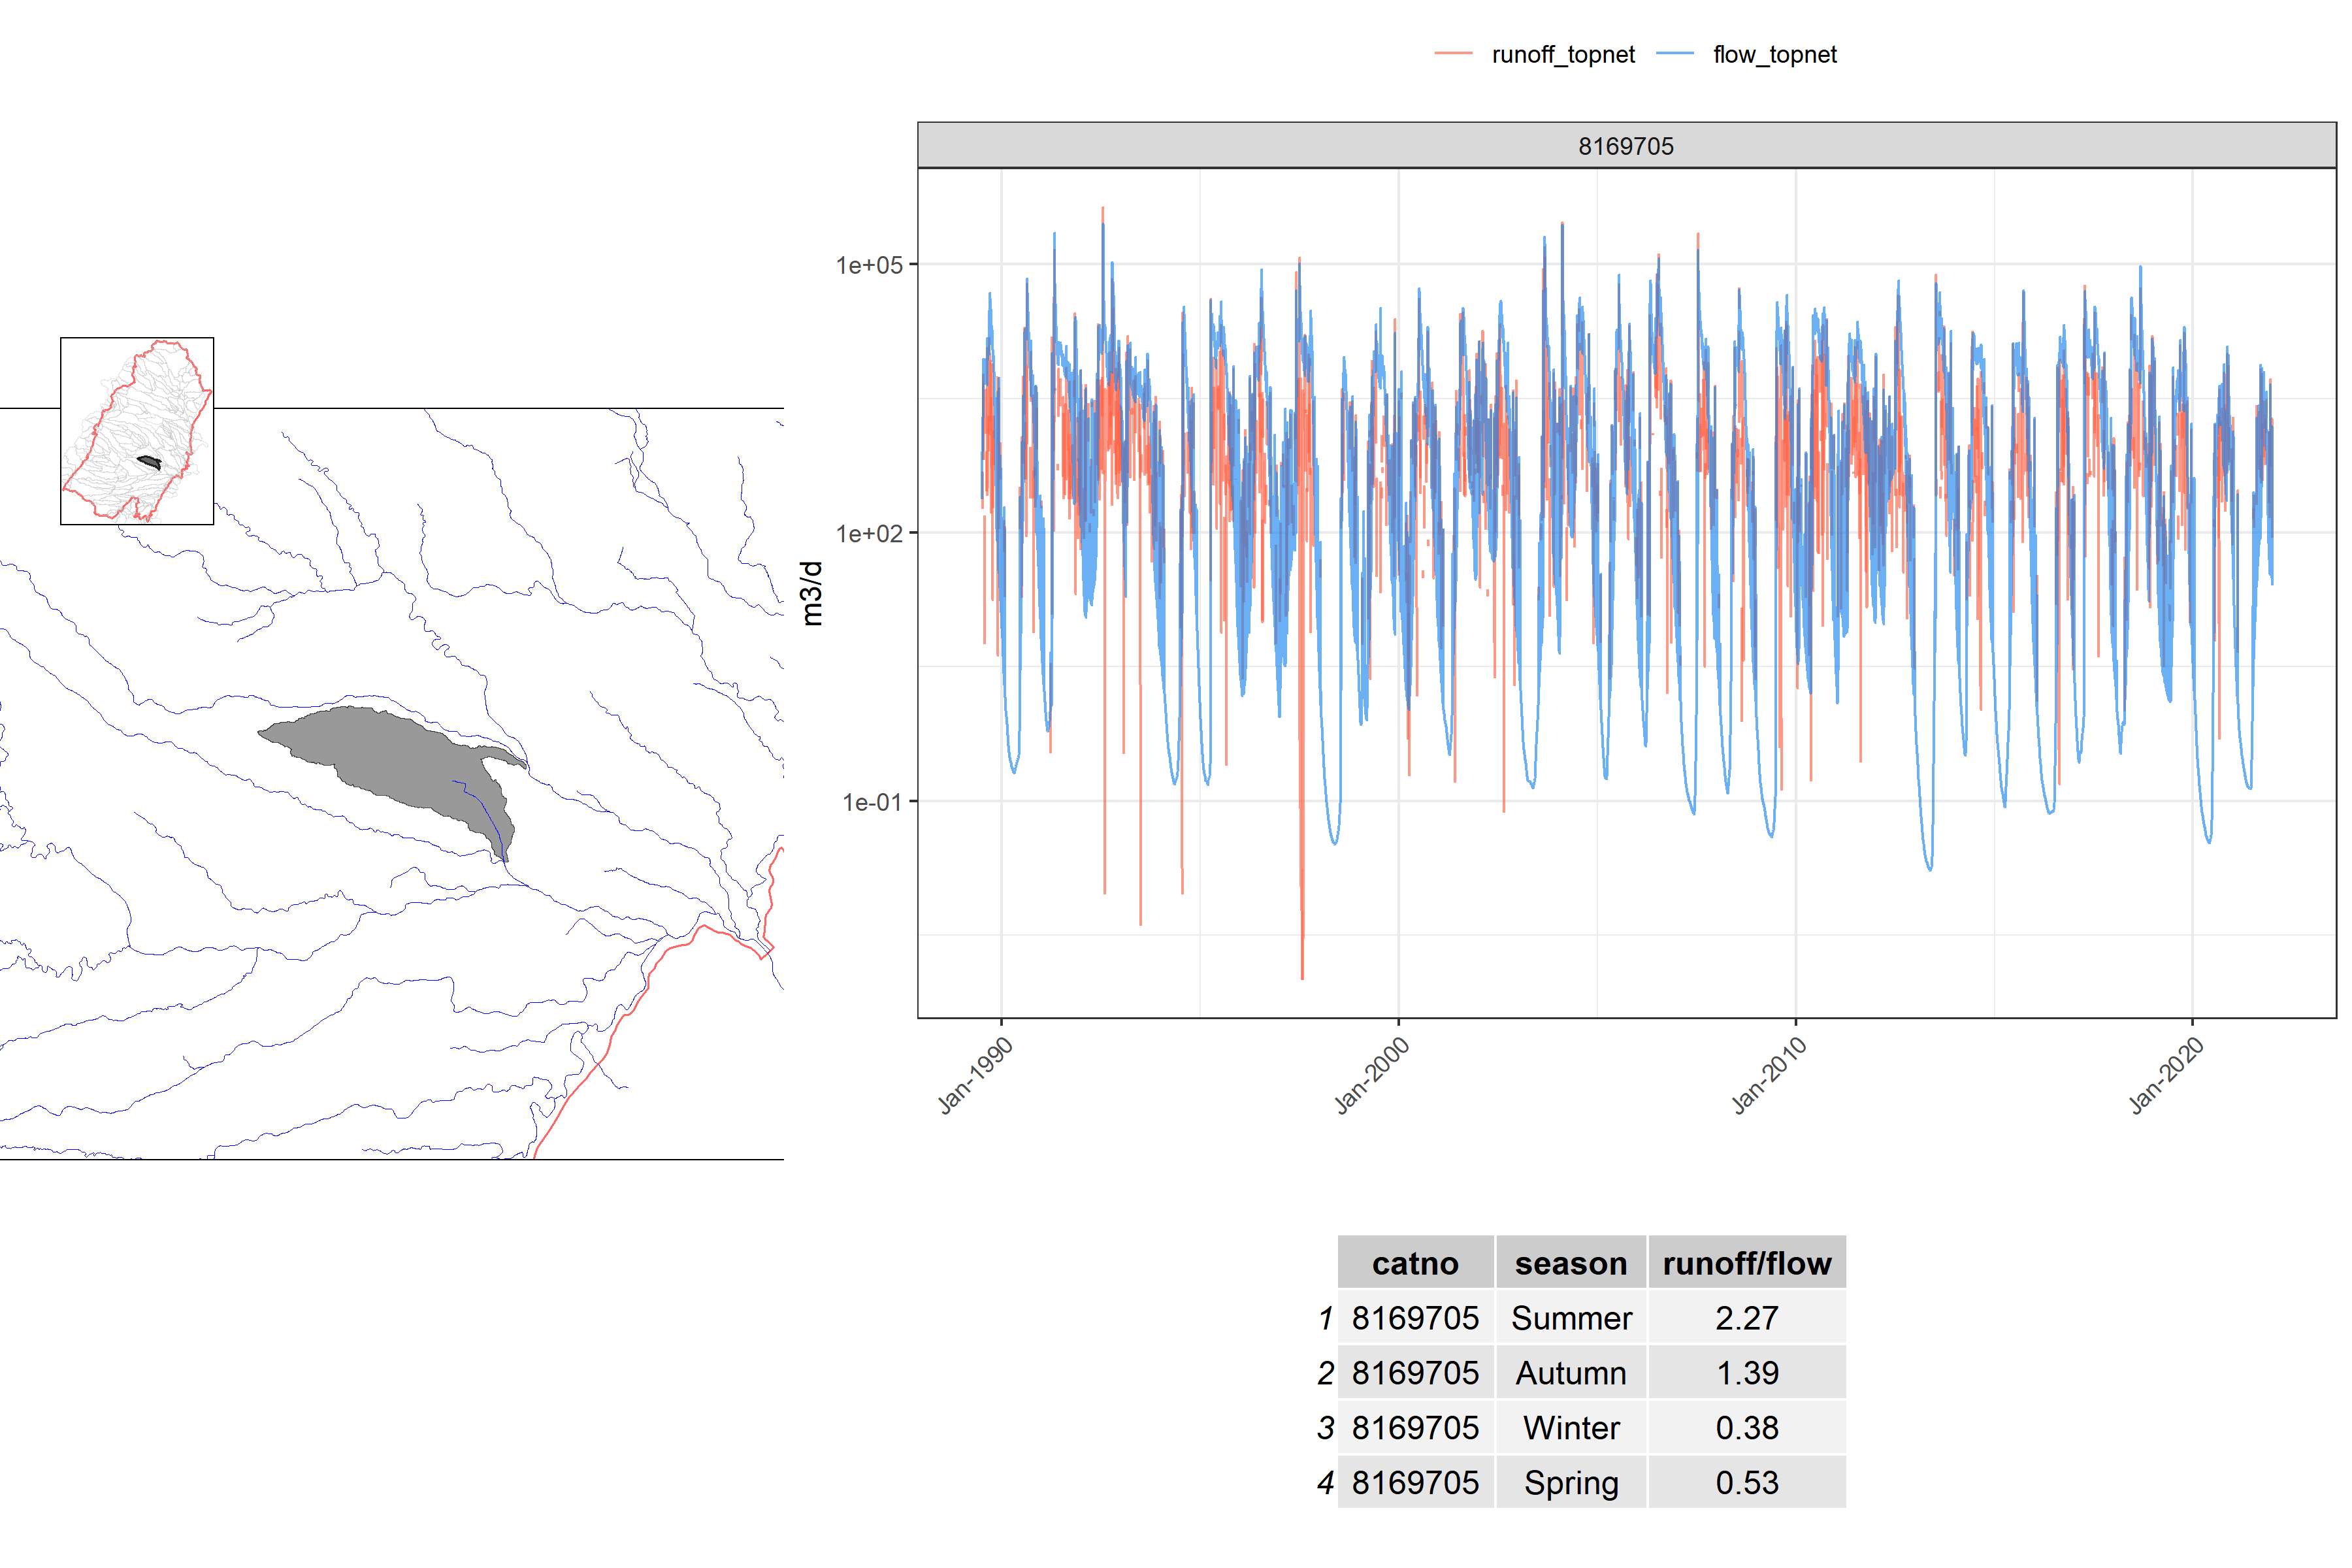 runoff_topnet flow_topnet
8169705
1e+05
1e+02
1e-01
m3/d
Jan-1990 Jan-2000 Jan-2010 Jan-2020
catno season runoff/flow
1 8169705 Summer 2.27
2 8169705 Autumn 1.39
3 8169705 Winter 0.38
4 8169705 Spring 0.53